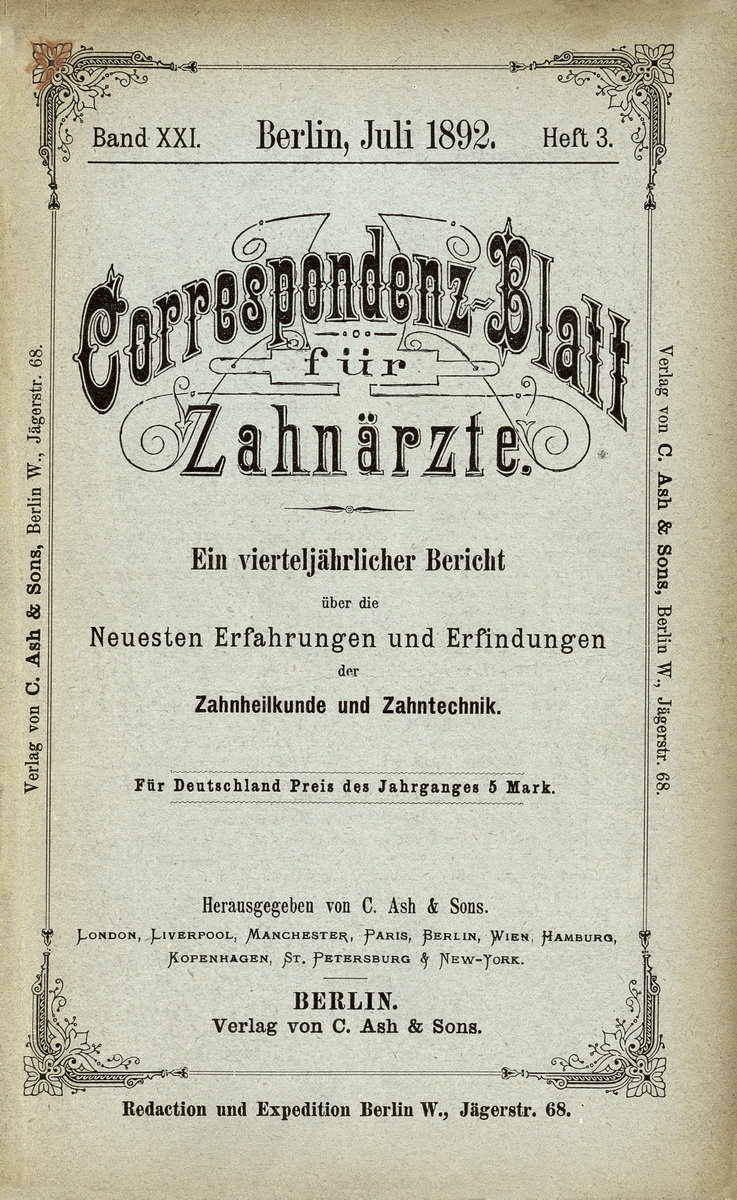 Band XXI.
Berlin, Juli 1892.
Heft 3.
Correspondenz-Blatt
für
Zahnärzte.
Ein vierteljährlicher Bericht
über die
Neuesten Erfahrungen und Erfindungen
der
Zahnheilkunde und Zahntechnik.
Für Deutschland Preis des Jahrganges 5 Mark.
Herausgegeben von C. Ash & Sons.
London, Liverpool, Manchester, Paris, Berlin, Wien, Hamburg,
Kopenhagen, St. Petersburg & New-York.
BERLIN.
Verlag von C. Ash & Sons.
Redaction und Expedition Berlin W., Jägerstr. 68.
Verlag von C. Ash & Sons, Berlin W., Jägerstr. 68.
Verlag von C. Ash & Sons, Berlin W., Jägerstr. 68.